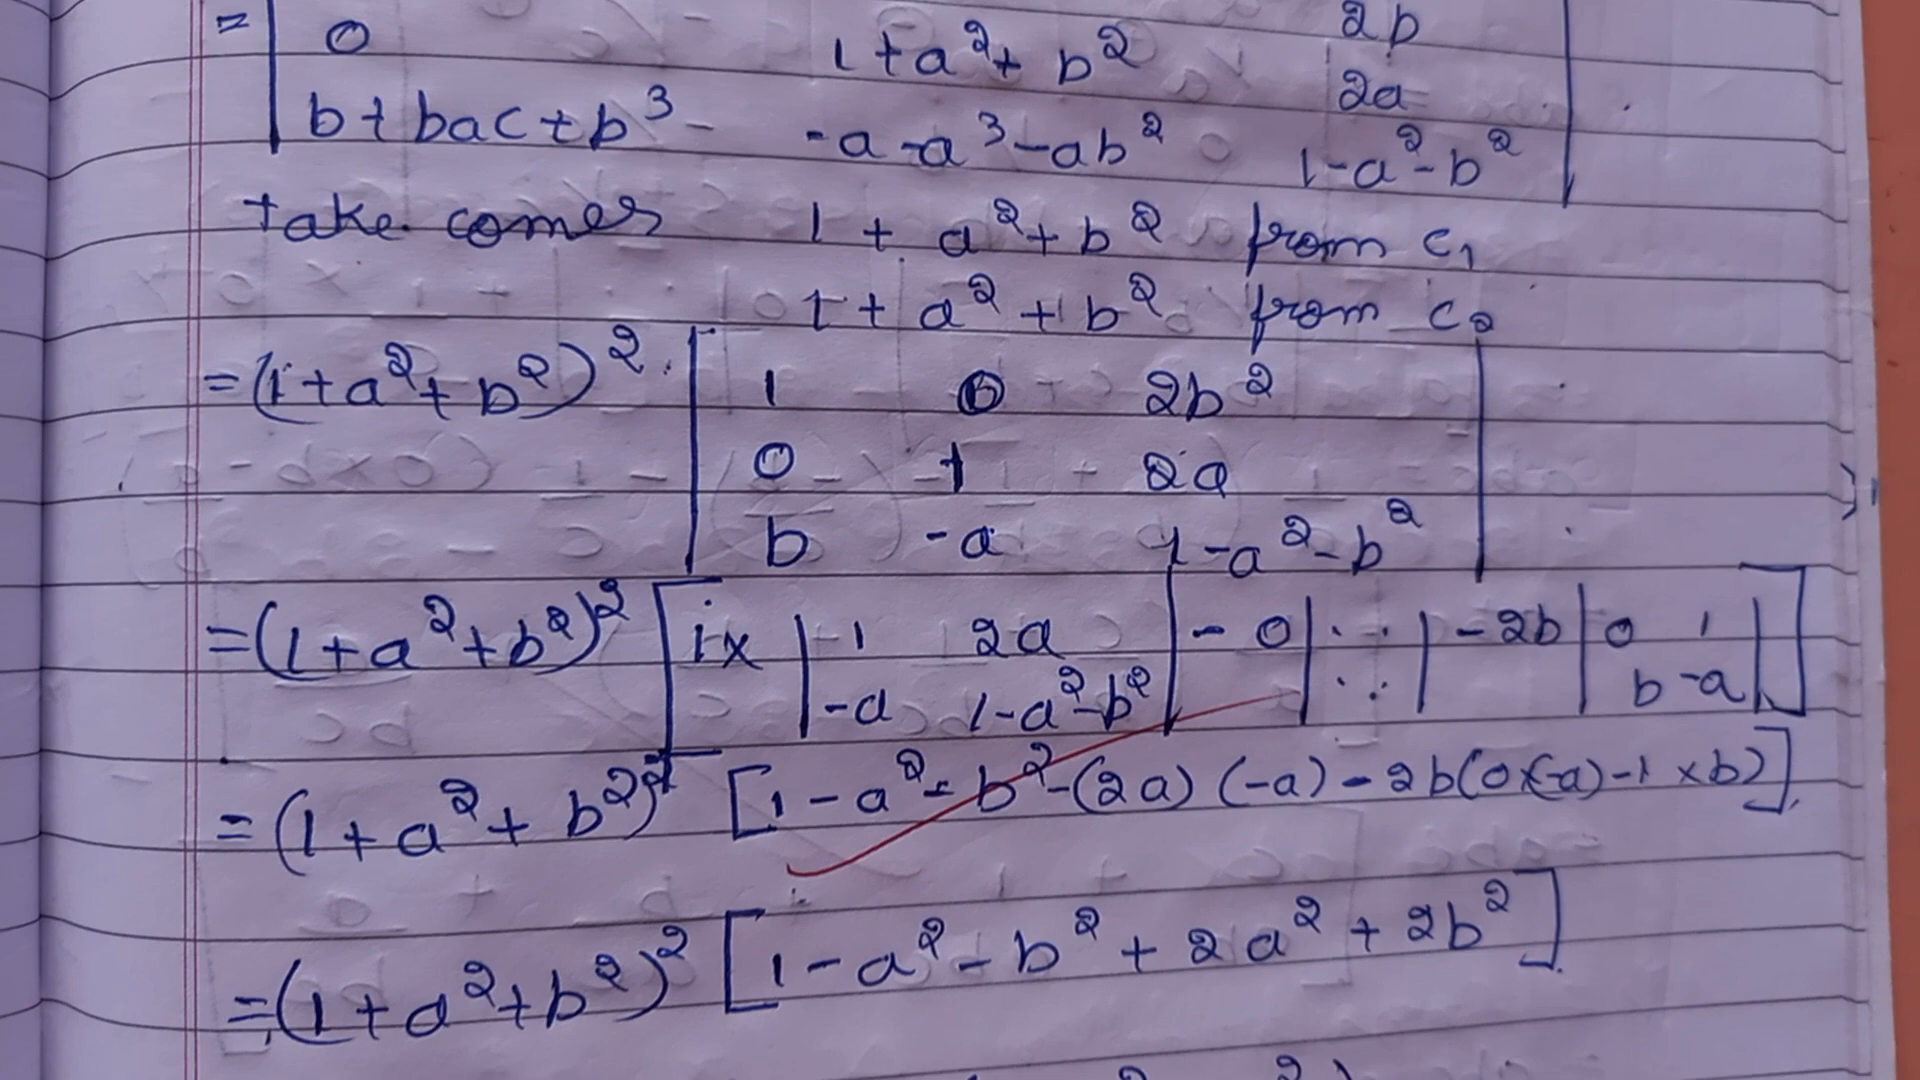 = | 0 1+a²+b² 2b
2a
b+bac+b³- -a-a³-ab² 1-a²-b² |
take comes 1 + a²+b² from c₁
1 + a² + b² from c₂
=(1+a²+b²)² | 1 0 2b²
0 1 2a
b -a 1-a²-b² |
=(1+a²+b²)² [1x | -1 2a | - 0 | .. | -2b | 0 1 |
| -a 1-a²-b² | | .. | | b -a | ]
= (1+a²+b²)² [1-a²-b²-(2a)(-a)-2b(0x(-a)-1xb)]
=(1+a²+b²)² [1-a²-b²+2a²+2b²]